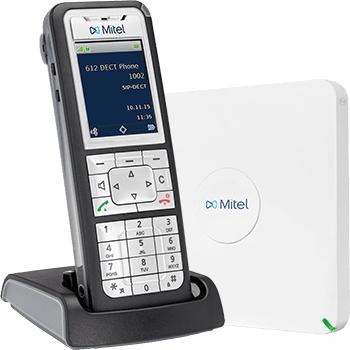 Mitel
612 DECT Phone
1002
SIP-DECT
10.11.15
11:36
C
1
2
ABC
3
DEF
4
GHI
5
JKL
6
MNO
7
PQRS
8
TUV
9
WXYZ
*
0
#
Mitel